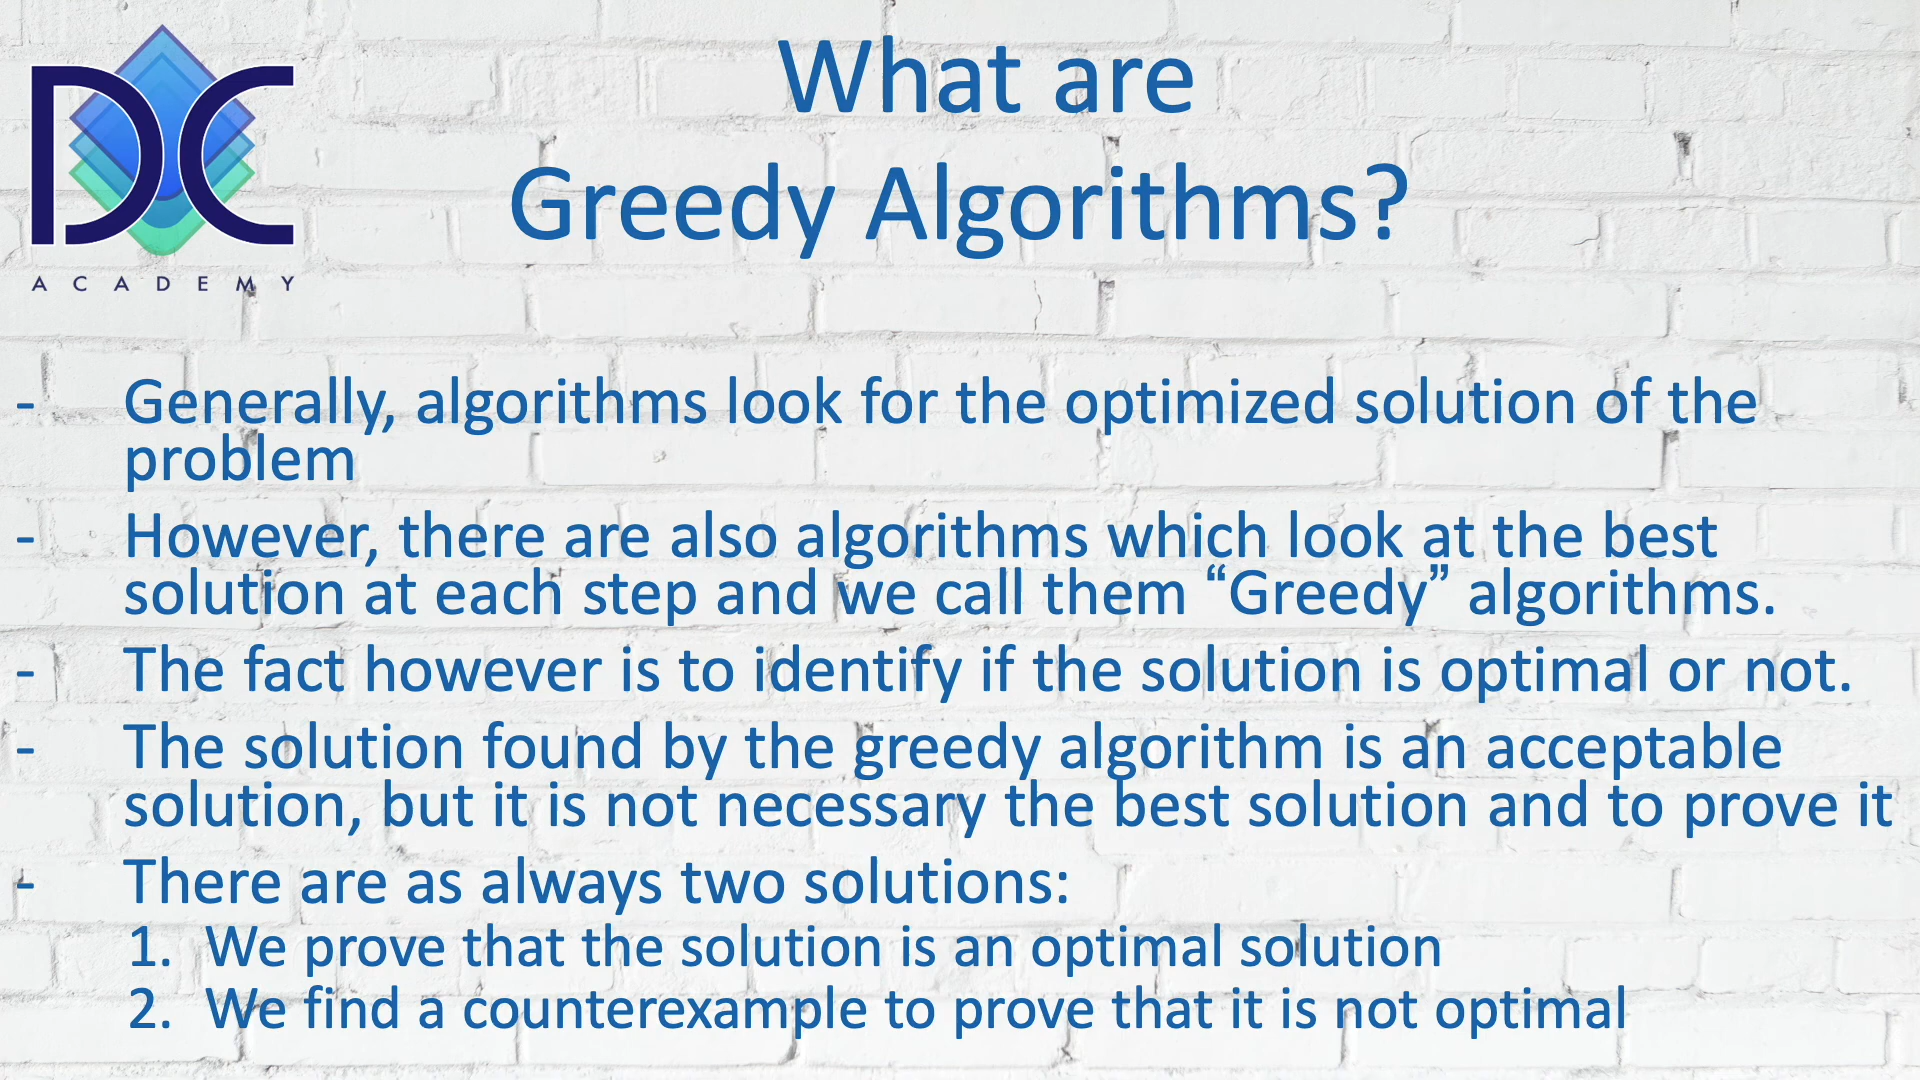 DC
ACADEMY
What are
Greedy Algorithms?
- Generally, algorithms look for the optimized solution of the
problem
- However, there are also algorithms which look at the best
solution at each step and we call them “Greedy” algorithms.
- The fact however is to identify if the solution is optimal or not.
- The solution found by the greedy algorithm is an acceptable
solution, but it is not necessary the best solution and to prove it
- There are as always two solutions:
1. We prove that the solution is an optimal solution
2. We find a counterexample to prove that it is not optimal